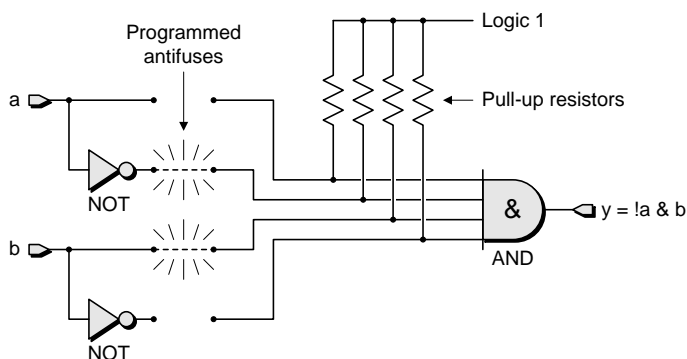 Programmed
antifuses
Logic 1
Pull-up resistors
a
NOT
&
y = !a & b
AND
b
NOT